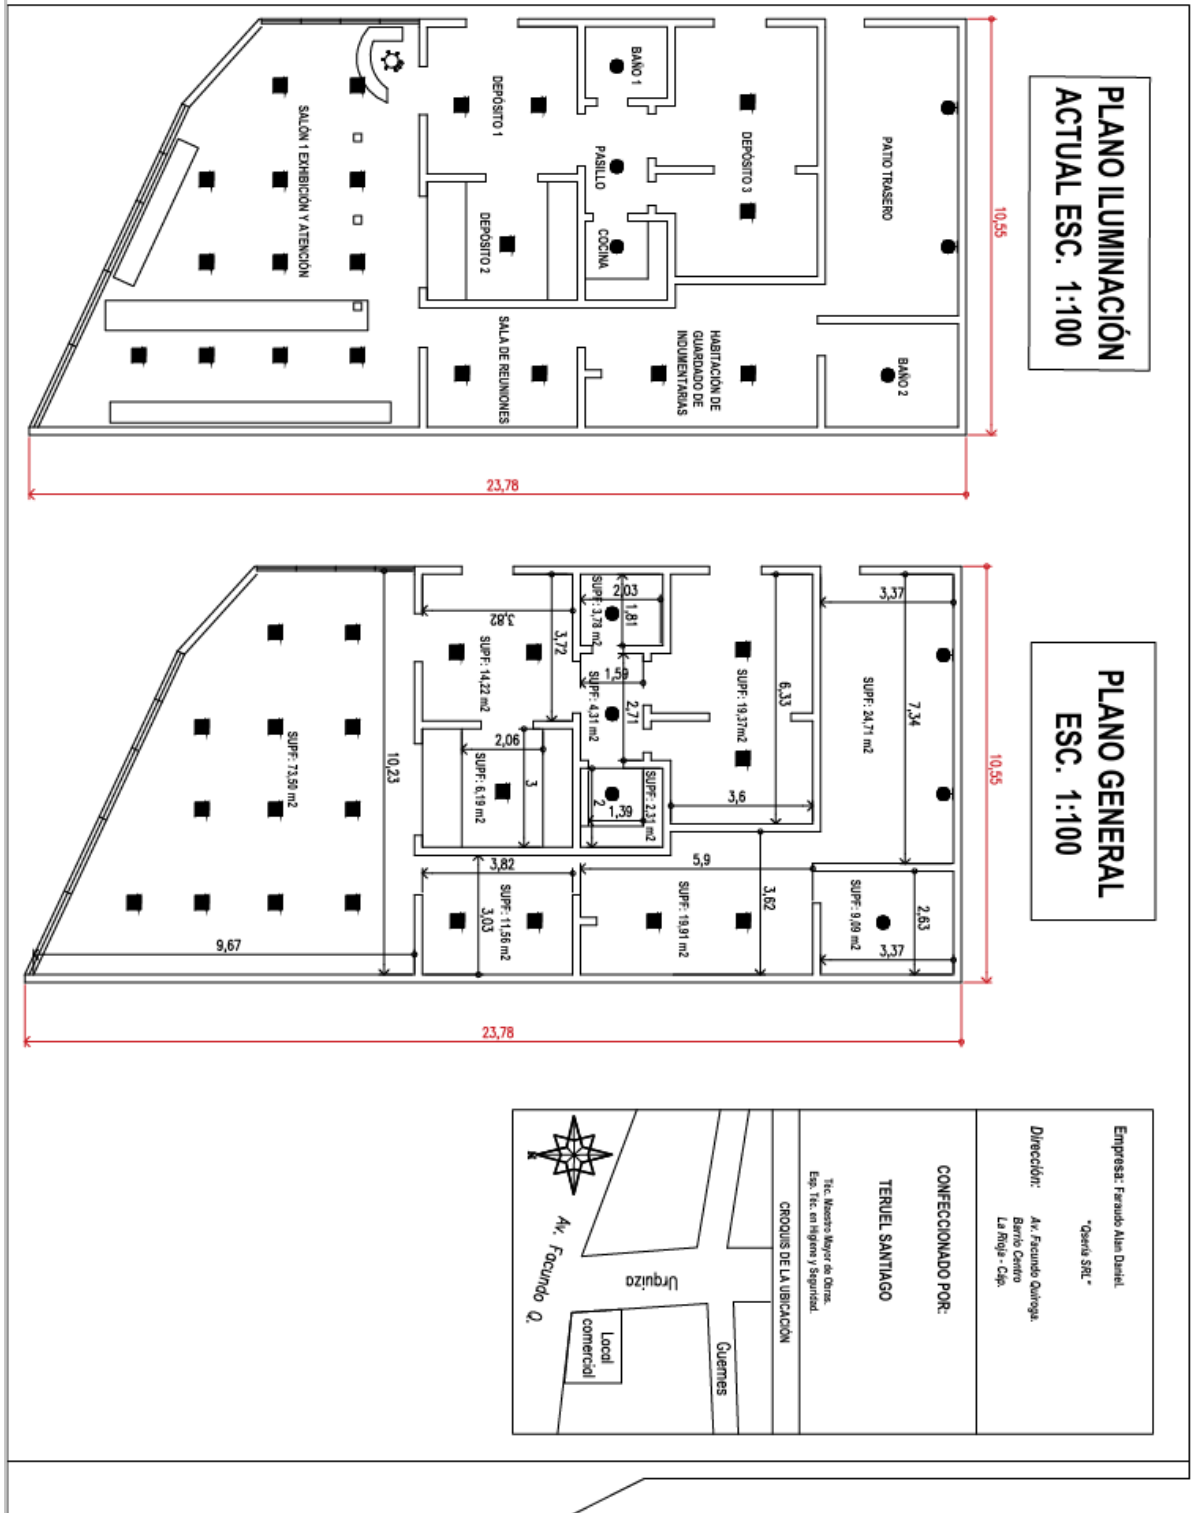 PLANO ILUMINACIÓN
ACTUAL ESC. 1:100
10,55
BAÑO 1
DEPÓSITO 1
DEPÓSITO 3
PATIO TRASERO
PASILLO
SALÓN 1 EXHIBICIÓN Y ATENCIÓN
DEPÓSITO 2
COCINA
SALA DE REUNIONES
HABITACIÓN DE
GUARDADO DE
INDUMENTARIAS
BAÑO 2
23,78
PLANO GENERAL
ESC. 1:100
10,55
3,37
7,34
SUPF: 24,71 m2
6,33
SUPF: 19,37m2
3,6
2,03
1,81
SUPF: 3,78 m2
1,59
2,71
SUPF: 4,31 m2
SUPF: 2,31 m2
1,39
2
3,82
3,72
SUPF: 14,22 m2
2,06
3
SUPF: 6,19 m2
10,23
SUPF: 73,50 m2
9,67
3,82
3,03
SUPF: 11,56 m2
5,9
3,62
SUPF: 19,91 m2
SUPF: 9,09 m2
2,63
3,37
23,78
Empresa: Faraudo Alan Daniel.
"Qseria SRL"
Dirección: Av. Facundo Quiroga.
Barrio Centro
La Rioja - Cáp.
CONFECCIONADO POR:
TERUEL SANTIAGO
Téc. Maestro Mayor de Obras.
Esp. Téc. en Higiene y Seguridad.
CROQUIS DE LA UBICACIÓN
Guemes
Urquiza
Local
comercial
Av. Facundo Q.